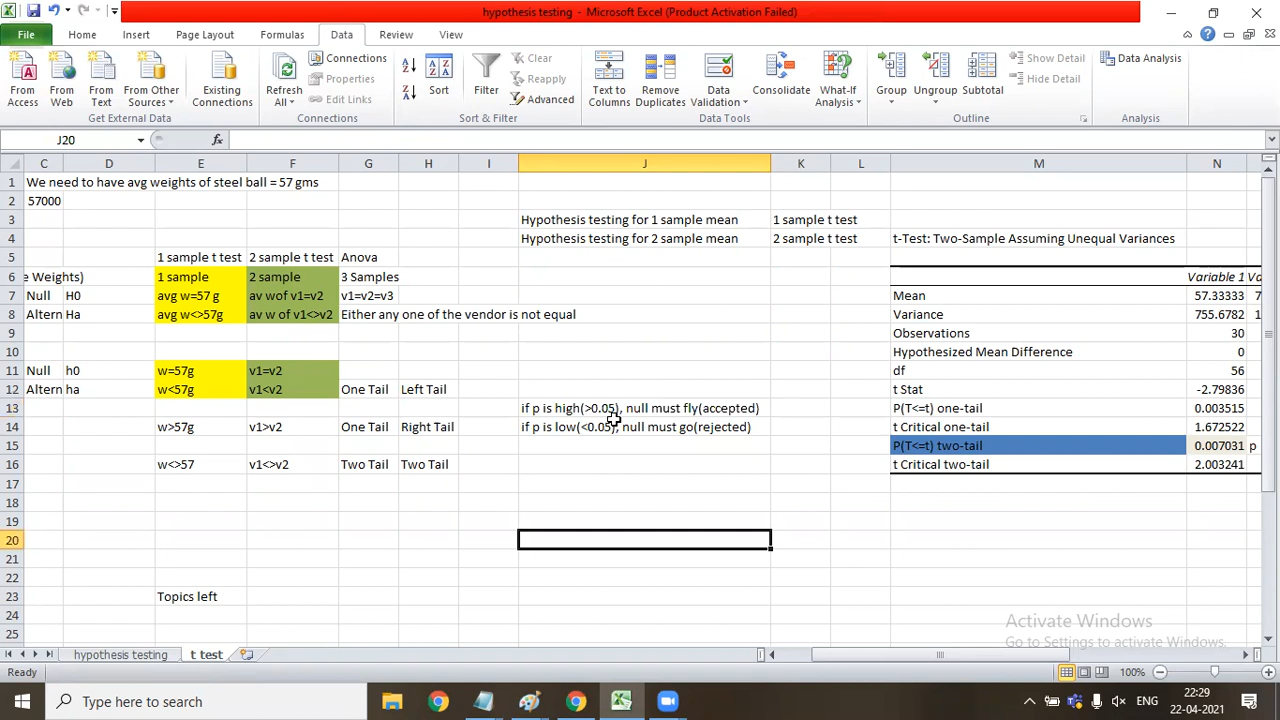 hypothesis testing - Microsoft Excel (Product Activation Failed)
File Home Insert Page Layout Formulas Data Review View
From Access
From Web
From Text
From Other Sources
Existing Connections
Get External Data
Refresh All
Connections
Properties
Edit Links
Connections
Sort
Filter
Clear
Reapply
Advanced
Sort & Filter
Text to Columns
Remove Duplicates
Data Validation
Consolidate
What-If Analysis
Data Tools
Group
Ungroup
Subtotal
Show Detail
Hide Detail
Outline
Data Analysis
Analysis
J20 fx
C D E F G H I J K L M N
1 We need to have avg weights of steel ball = 57 gms
2 57000
3 Hypothesis testing for 1 sample mean 1 sample t test
4 Hypothesis testing for 2 sample mean 2 sample t test t-Test: Two-Sample Assuming Unequal Variances
5 1 sample t test 2 sample t test Anova
6 e Weights) 1 sample 2 sample 3 Samples Variable 1 Va
7 Null H0 avg w=57 g av wof v1=v2 v1=v2=v3 Mean 57.33333 7
8 Altern Ha avg w<>57g av w of v1<>v2 Either any one of the vendor is not equal Variance 755.6782 1
9 Observations 30
10 Hypothesized Mean Difference 0
11 Null h0 w=57g v1=v2 df 56
12 Altern ha w<57g v1<v2 One Tail Left Tail t Stat -2.79836
13 if p is high(>0.05), null must fly(accepted) P(T<=t) one-tail 0.003515
14 w>57g v1>v2 One Tail Right Tail if p is low(<0.05), null must go(rejected) t Critical one-tail 1.672522
15 P(T<=t) two-tail 0.007031 p
16 w<>57 v1<>v2 Two Tail Two Tail t Critical two-tail 2.003241
17
18
19
20
21
22
23 Topics left
24
25
Activate Windows
Go to Settings to activate Windows.
hypothesis testing t test
Ready 100%
Type here to search
ENG
22:29
22-04-2021